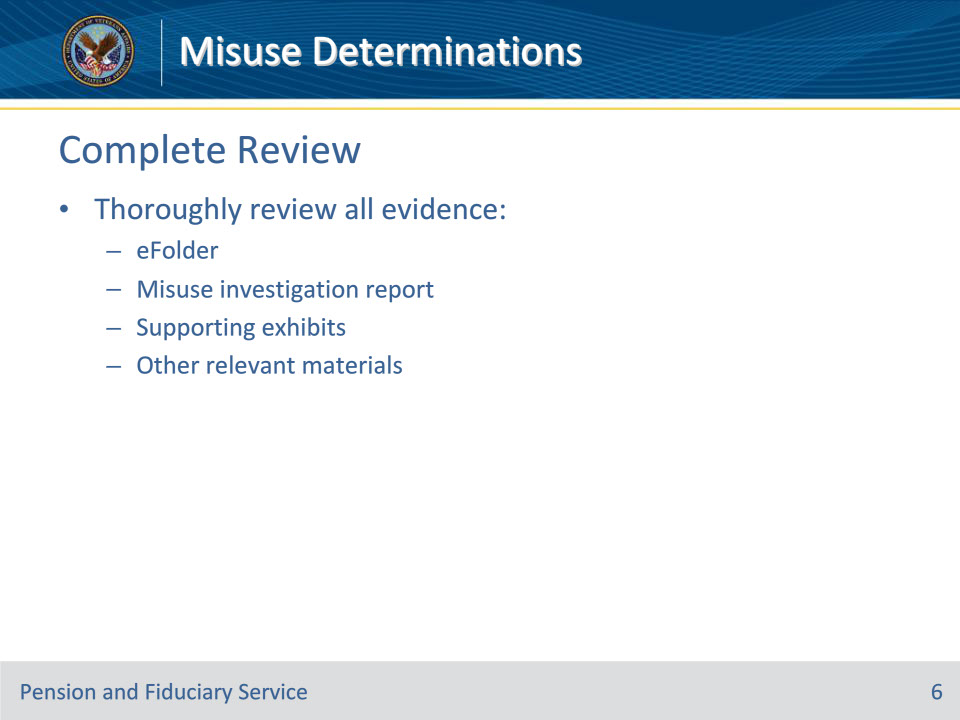 Misuse Determinations
Complete Review
• Thoroughly review all evidence:
– eFolder
– Misuse investigation report
– Supporting exhibits
– Other relevant materials
Pension and Fiduciary Service
6